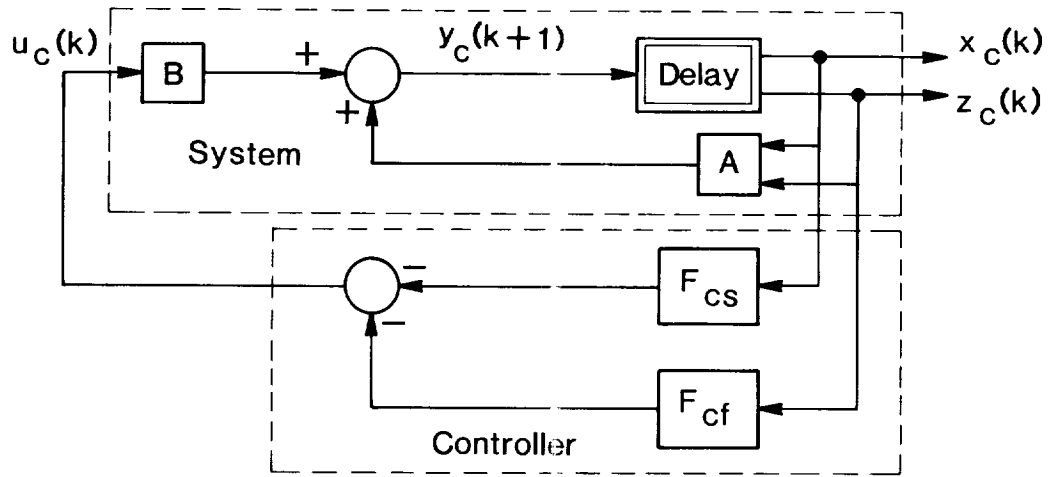 u_c(k)
B
+
y_c(k+1)
Delay
x_c(k)
z_c(k)
+
System
A
−
F_cs
−
F_cf
Controller